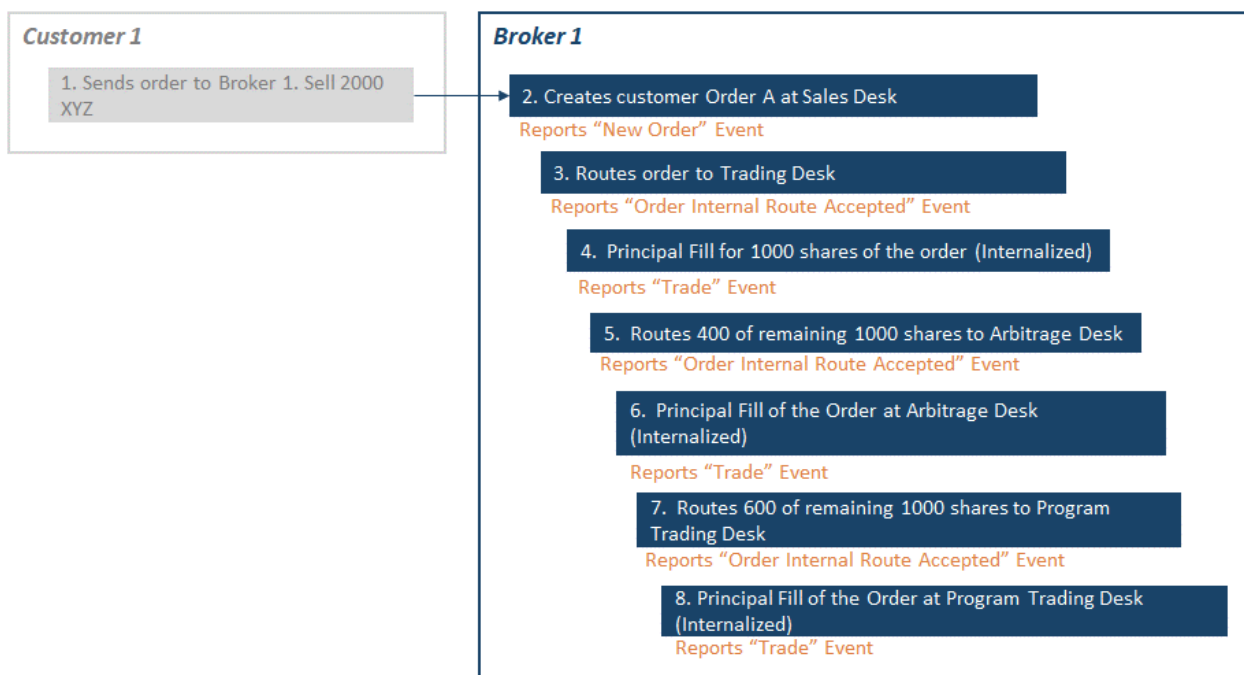 Customer 1
Broker 1
1. Sends order to Broker 1. Sell 2000
XYZ
2. Creates customer Order A at Sales Desk
Reports “New Order” Event
3. Routes order to Trading Desk
Reports “Order Internal Route Accepted” Event
4. Principal Fill for 1000 shares of the order (Internalized)
Reports “Trade” Event
5. Routes 400 of remaining 1000 shares to Arbitrage Desk
Reports “Order Internal Route Accepted” Event
6. Principal Fill of the Order at Arbitrage Desk
(Internalized)
Reports “Trade” Event
7. Routes 600 of remaining 1000 shares to Program
Trading Desk
Reports “Order Internal Route Accepted” Event
8. Principal Fill of the Order at Program Trading Desk
(Internalized)
Reports “Trade” Event